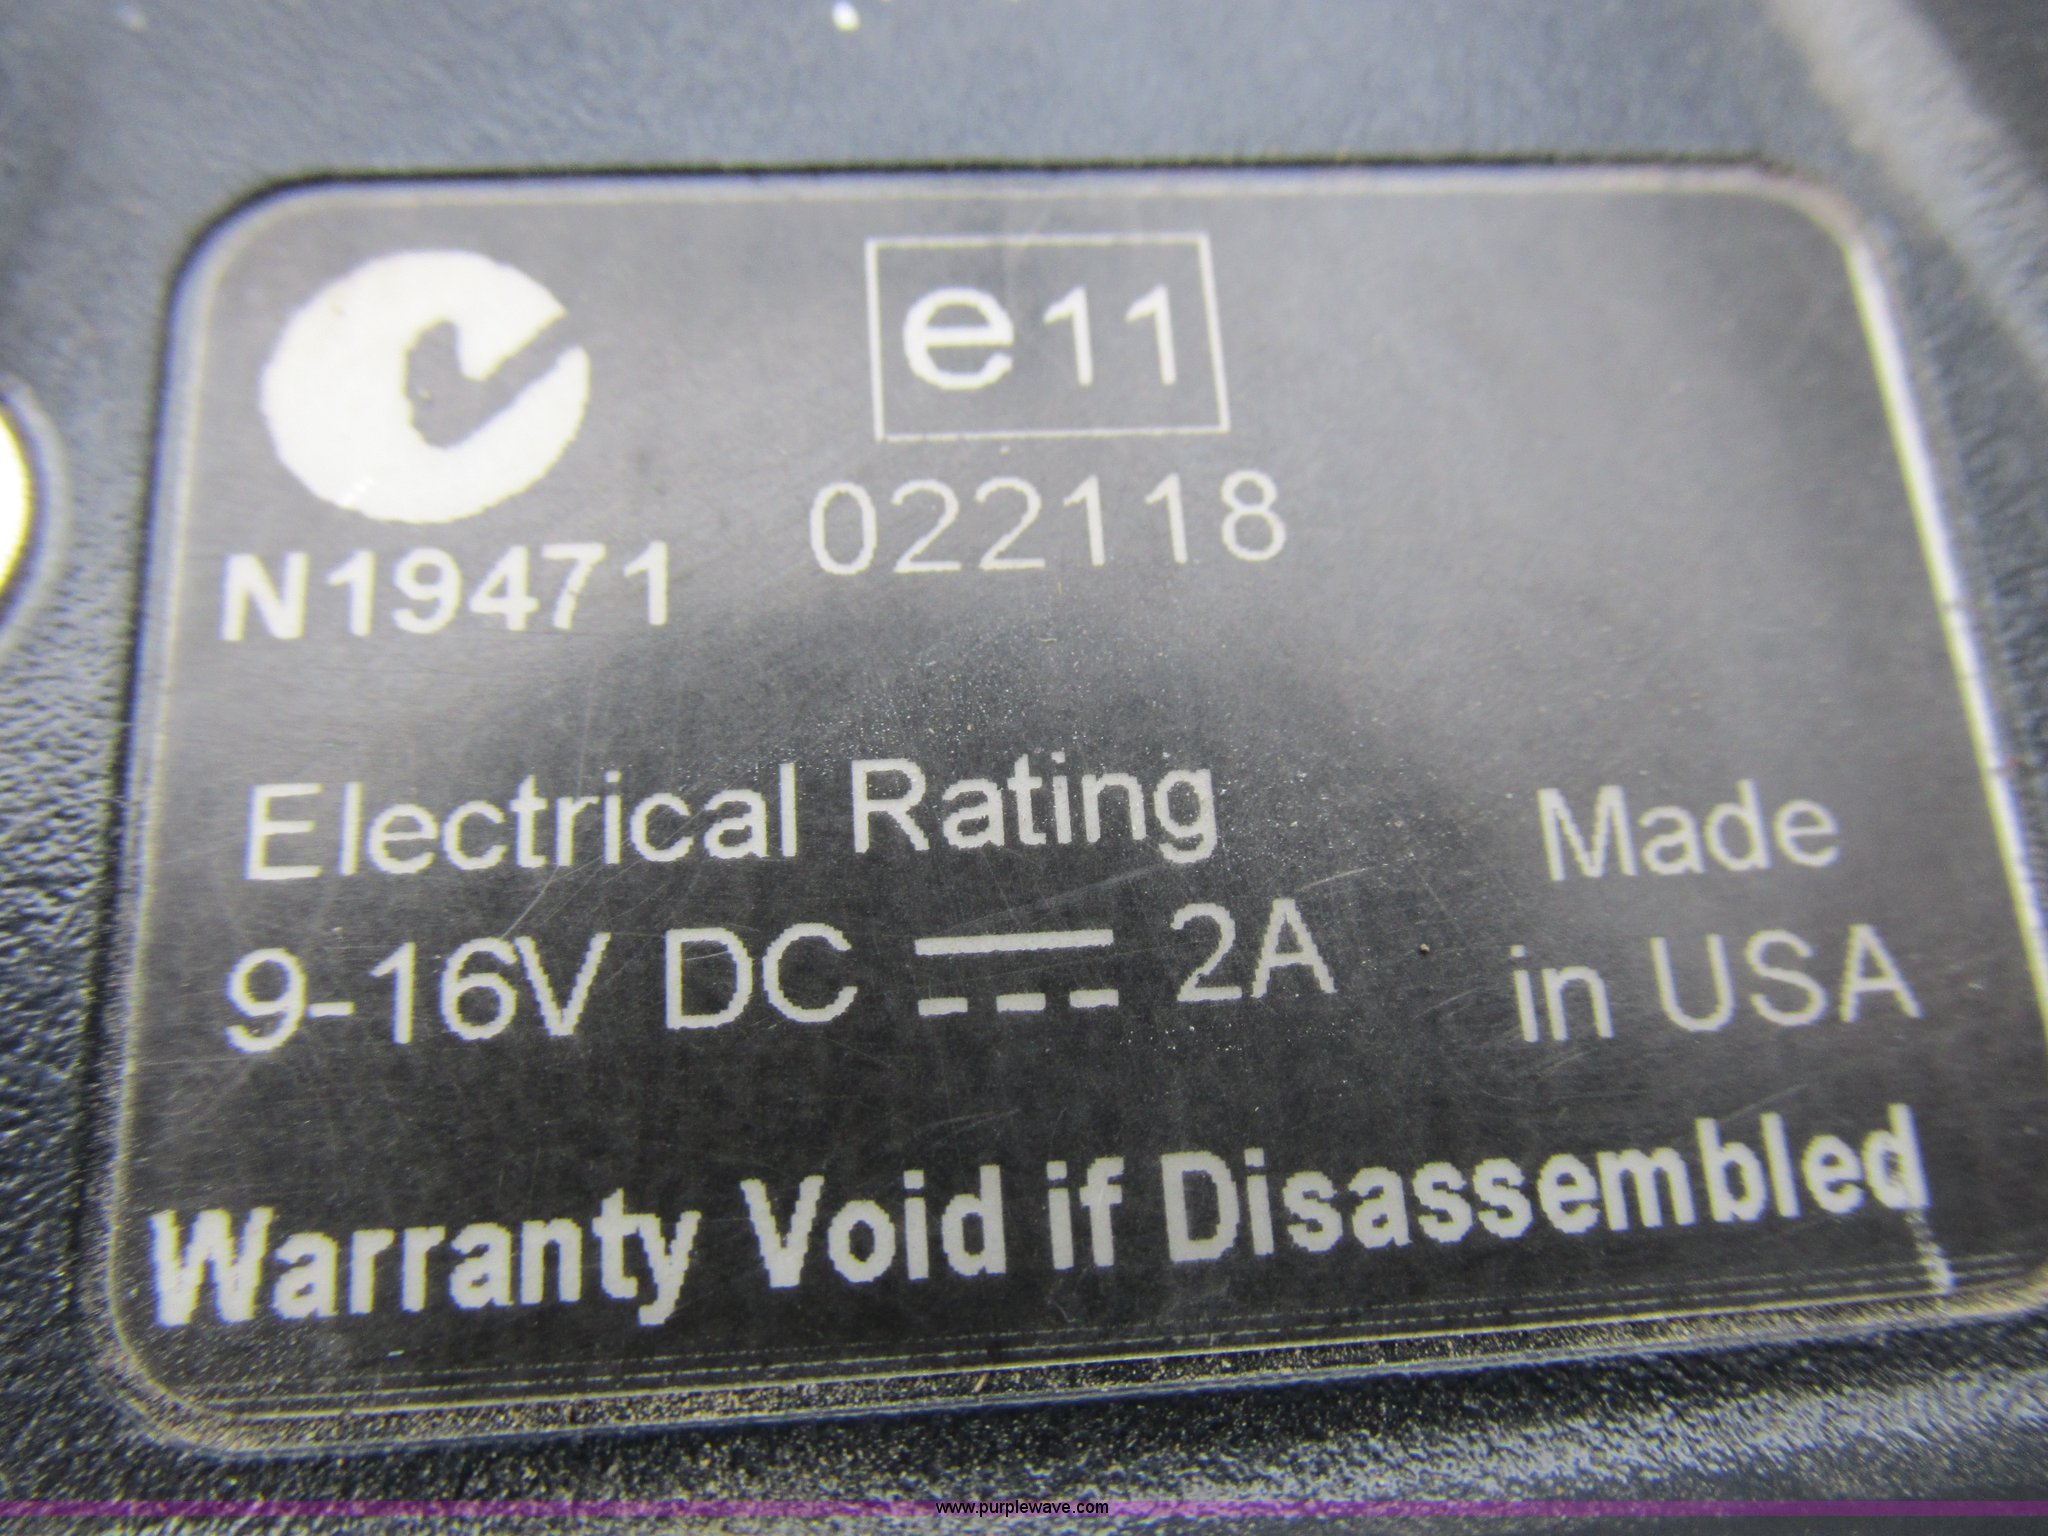 e11
022118
N19471
Electrical Rating
9-16V DC ⎓ 2A
Made
in USA
Warranty Void if Disassembled
www.purplewave.com